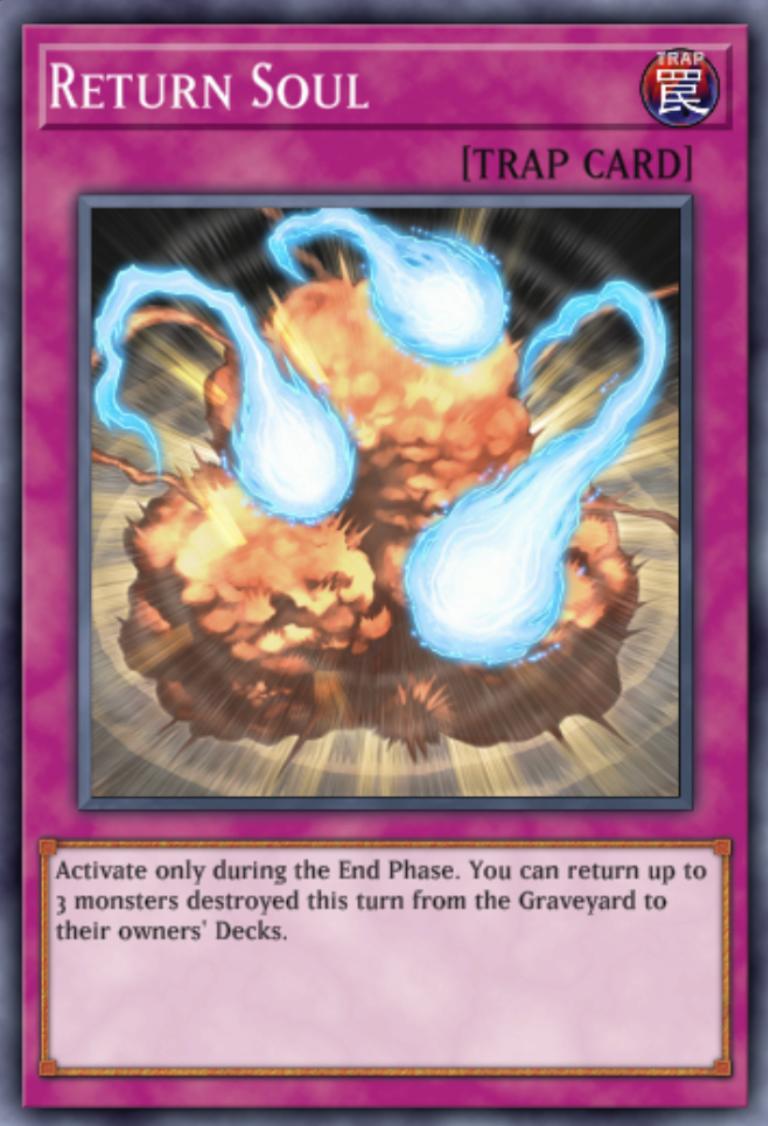 Return Soul
TRAP
罠
[TRAP CARD]
Activate only during the End Phase. You can return up to
3 monsters destroyed this turn from the Graveyard to
their owners' Decks.